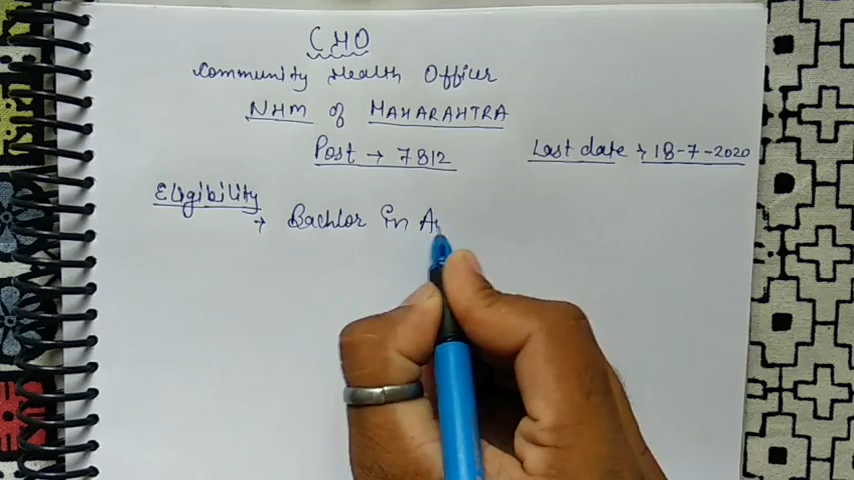 CHO
Community Health Officer
NHM of MAHARAHTRA
Post → 7812 Last date → 18-7-2020
Eligibility
→ Bachlor In